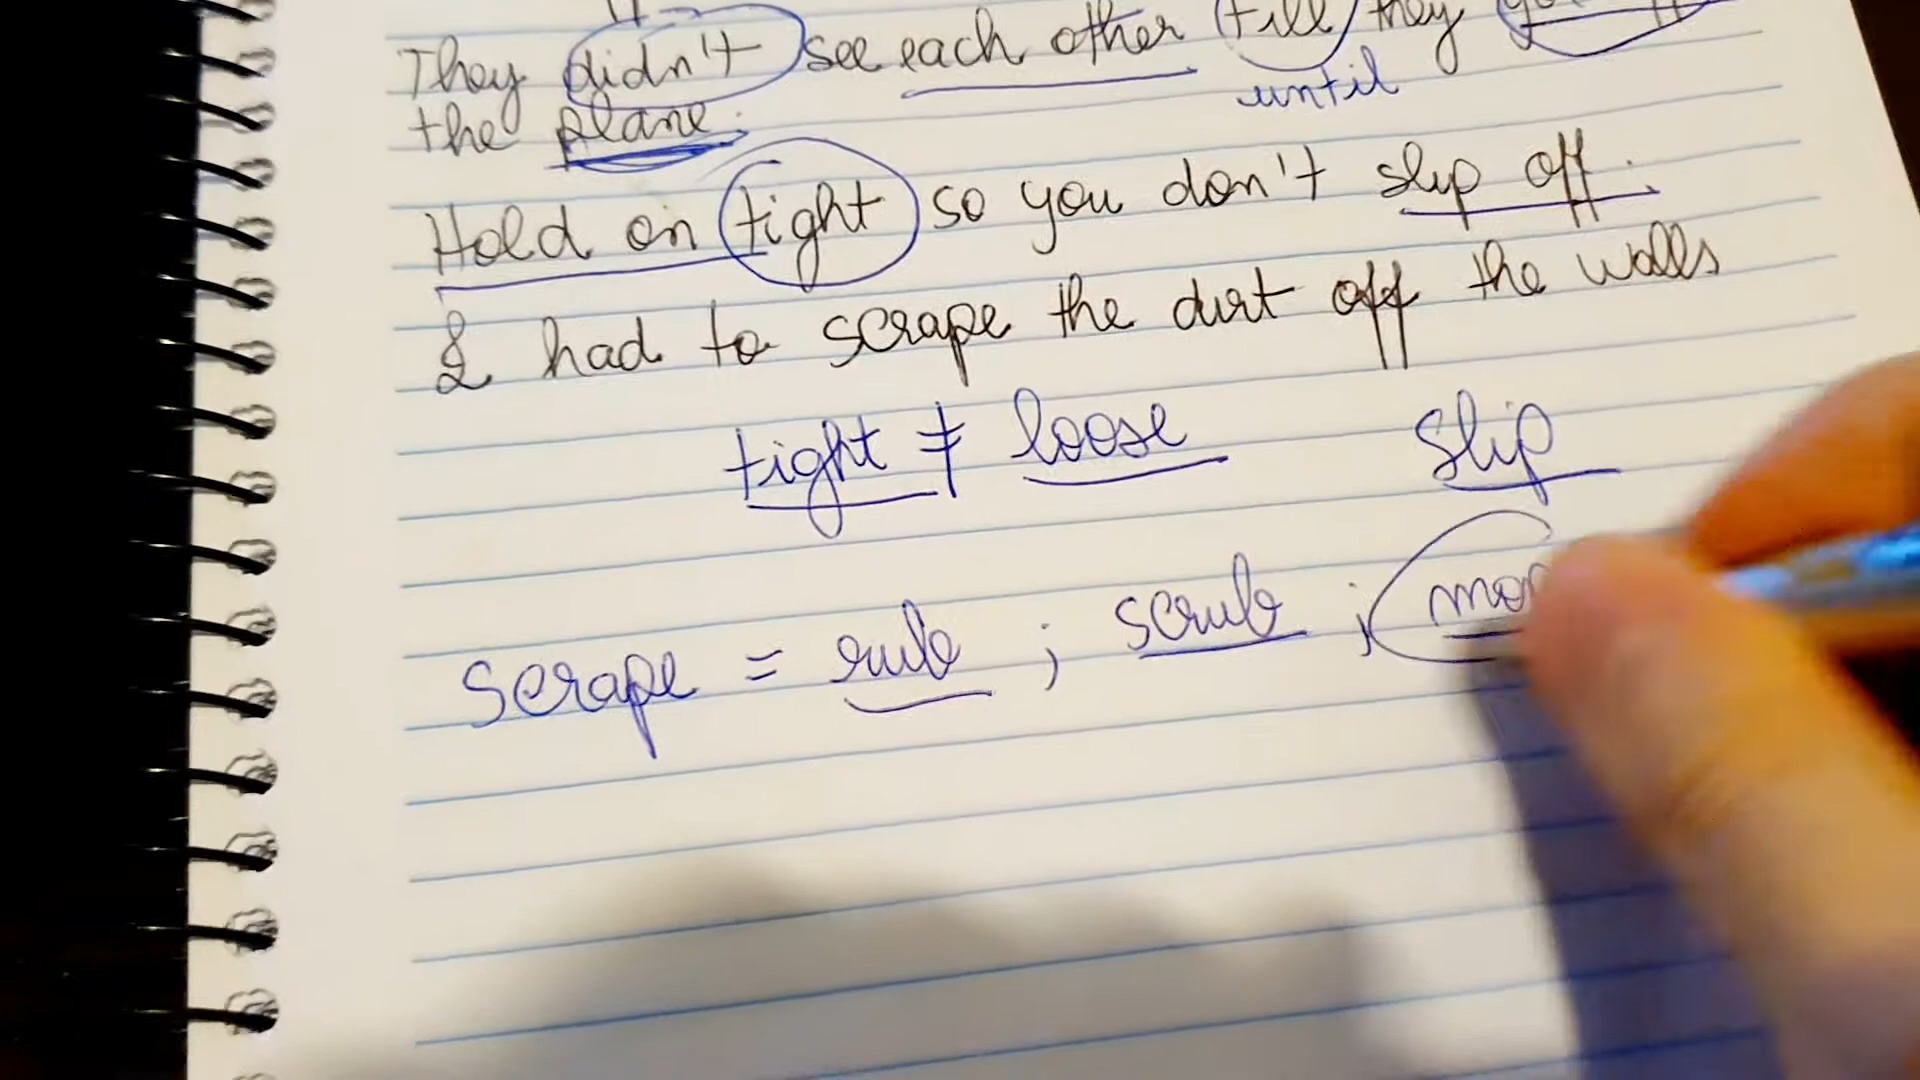 They didn't see each other till they
until
the plane.
Hold on tight so you don't slip off.
I had to scrape the dirt off the walls
tight ≠ loose slip
scrape = rub ; scrub ;